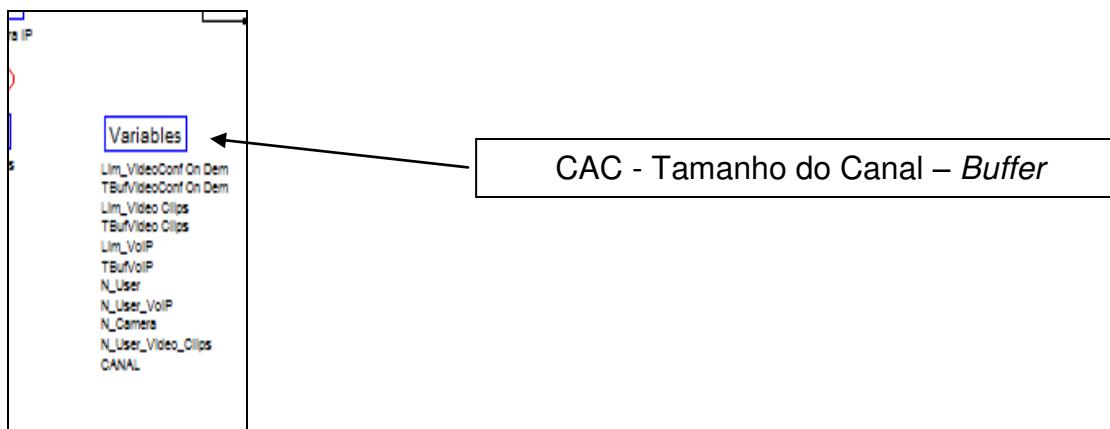 ra IP
Variables
Lim_VideoConf On Dem
TBufVideoConf On Dem
Lim_Video Clips
TBufVideo Clips
Lim_VoIP
TBufVoIP
N_User
N_User_VoIP
N_Camera
N_User_Video_Clips
CANAL
s
CAC - Tamanho do Canal – Buffer